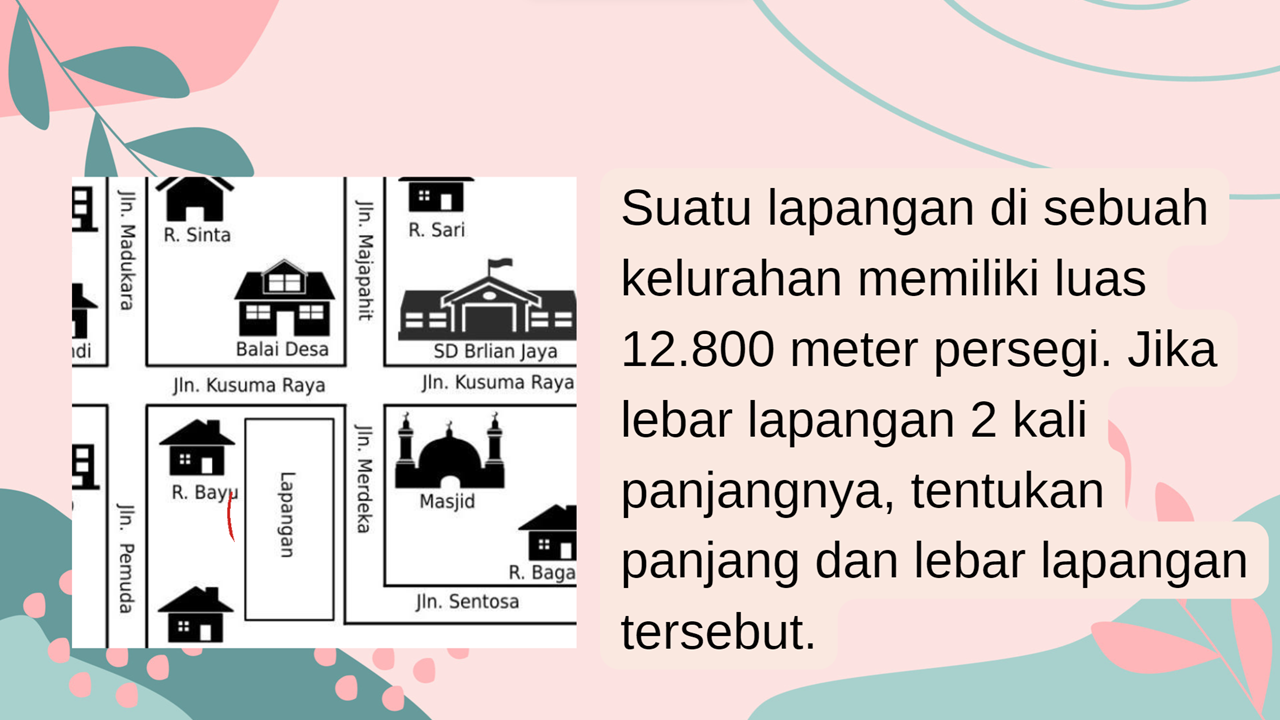 Jln. Madukara
R. Sinta
Jln. Majapahit
R. Sari
Balai Desa
SD Brlian Jaya
ndi
Jln. Kusuma Raya
Jln. Kusuma Raya
R. Bayu
Lapangan
Jln. Merdeka
Masjid
Jln. Pemuda
R. Baga
Jln. Sentosa
Suatu lapangan di sebuah
kelurahan memiliki luas
12.800 meter persegi. Jika
lebar lapangan 2 kali
panjangnya, tentukan
panjang dan lebar lapangan
tersebut.